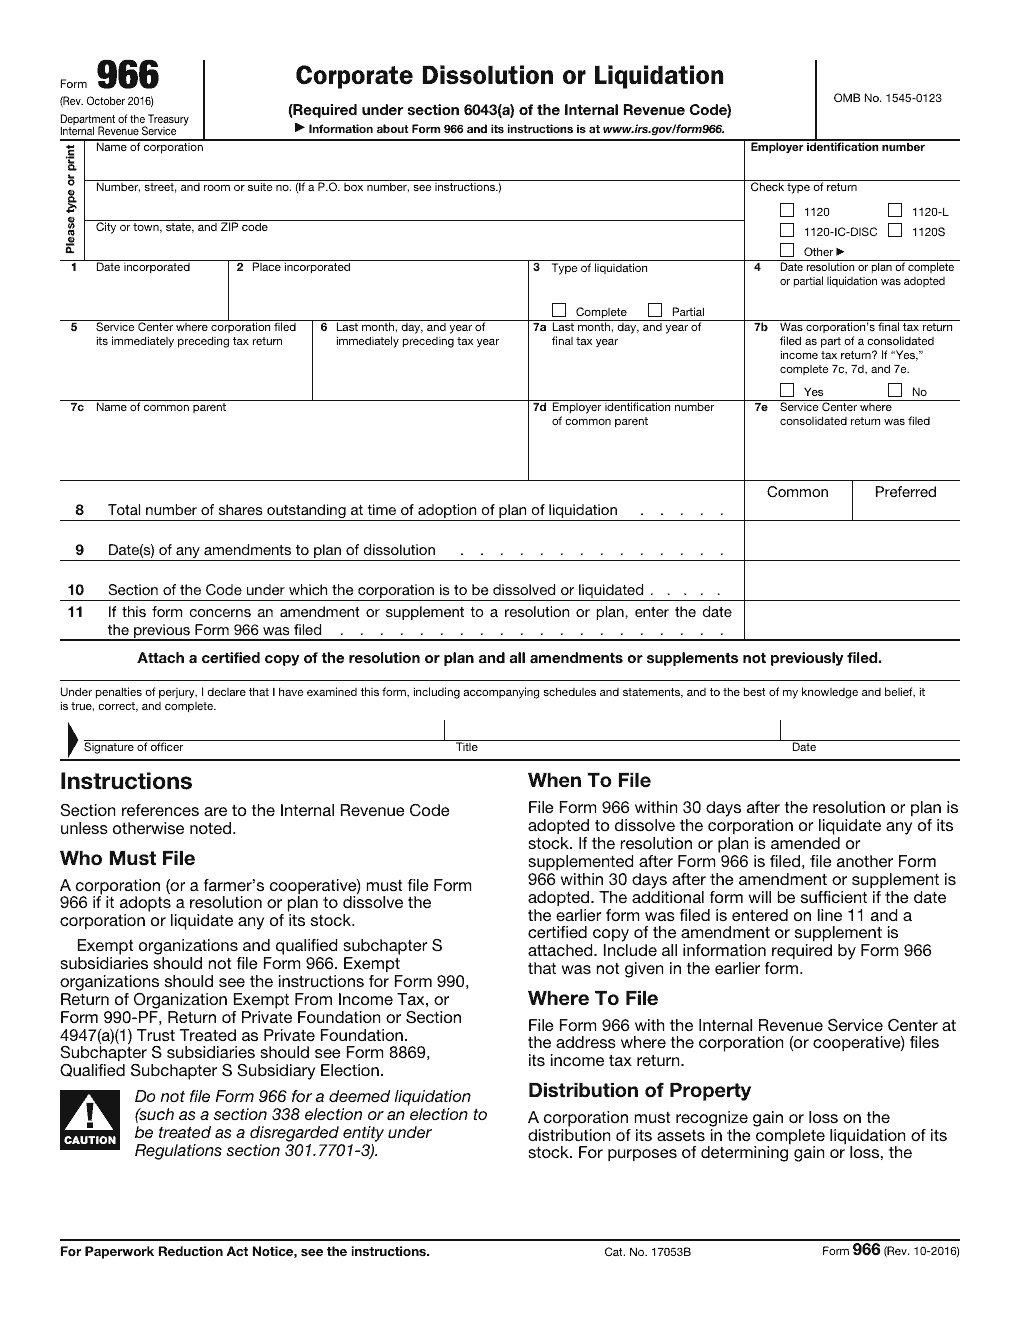 Form 966
(Rev. October 2016)
Department of the Treasury
Internal Revenue Service
Corporate Dissolution or Liquidation
(Required under section 6043(a) of the Internal Revenue Code)
▶ Information about Form 966 and its instructions is at www.irs.gov/form966.
OMB No. 1545-0123
Please type or print
Name of corporation
Employer identification number
Number, street, and room or suite no. (If a P.O. box number, see instructions.)
City or town, state, and ZIP code
Check type of return
1120 1120-L
1120-IC-DISC 1120S
Other ▶
1 Date incorporated
2 Place incorporated
3 Type of liquidation
Complete Partial
4 Date resolution or plan of complete
or partial liquidation was adopted
5 Service Center where corporation filed
its immediately preceding tax return
6 Last month, day, and year of
immediately preceding tax year
7a Last month, day, and year of
final tax year
7b Was corporation's final tax return
filed as part of a consolidated
income tax return? If “Yes,”
complete 7c, 7d, and 7e.
Yes No
7c Name of common parent
7d Employer identification number
of common parent
7e Service Center where
consolidated return was filed
Common Preferred
8 Total number of shares outstanding at time of adoption of plan of liquidation . . . . .
9 Date(s) of any amendments to plan of dissolution . . . . . . . . . . . . . .
10 Section of the Code under which the corporation is to be dissolved or liquidated . . . . .
11 If this form concerns an amendment or supplement to a resolution or plan, enter the date
the previous Form 966 was filed . . . . . . . . . . . . . . . . . . . .
Attach a certified copy of the resolution or plan and all amendments or supplements not previously filed.
Under penalties of perjury, I declare that I have examined this form, including accompanying schedules and statements, and to the best of my knowledge and belief, it
is true, correct, and complete.
Signature of officer Title Date
Instructions
Section references are to the Internal Revenue Code
unless otherwise noted.
Who Must File
A corporation (or a farmer's cooperative) must file Form
966 if it adopts a resolution or plan to dissolve the
corporation or liquidate any of its stock.
Exempt organizations and qualified subchapter S
subsidiaries should not file Form 966. Exempt
organizations should see the instructions for Form 990,
Return of Organization Exempt From Income Tax, or
Form 990-PF, Return of Private Foundation or Section
4947(a)(1) Trust Treated as Private Foundation.
Subchapter S subsidiaries should see Form 8869,
Qualified Subchapter S Subsidiary Election.
CAUTION
Do not file Form 966 for a deemed liquidation
(such as a section 338 election or an election to
be treated as a disregarded entity under
Regulations section 301.7701-3).
When To File
File Form 966 within 30 days after the resolution or plan is
adopted to dissolve the corporation or liquidate any of its
stock. If the resolution or plan is amended or
supplemented after Form 966 is filed, file another Form
966 within 30 days after the amendment or supplement is
adopted. The additional form will be sufficient if the date
the earlier form was filed is entered on line 11 and a
certified copy of the amendment or supplement is
attached. Include all information required by Form 966
that was not given in the earlier form.
Where To File
File Form 966 with the Internal Revenue Service Center at
the address where the corporation (or cooperative) files
its income tax return.
Distribution of Property
A corporation must recognize gain or loss on the
distribution of its assets in the complete liquidation of its
stock. For purposes of determining gain or loss, the
For Paperwork Reduction Act Notice, see the instructions.
Cat. No. 17053B
Form 966 (Rev. 10-2016)